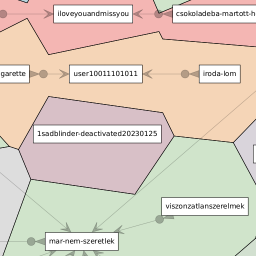 iloveyouandmissyou
csokoladeba-martott-h
garette
user10011101011
iroda-lom
1sadblinder-deactivated20230125
viszonzatlanszerelmek
mar-nem-szeretlek